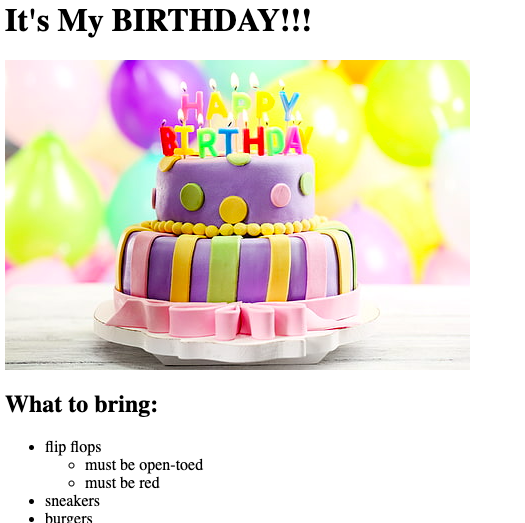 It's My BIRTHDAY!!!
HAPPY
BIRTHDAY
What to bring:
flip flops
must be open-toed
must be red
sneakers
burgers